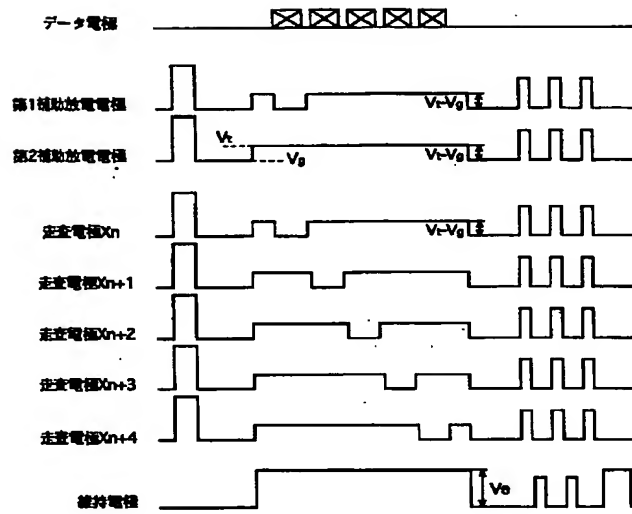 データ電極
第1補助放電電極
Vt-Vg
第2補助放電電極
Vt
Vg
Vt-Vg
走査電極Xn
Vt-Vg
走査電極Xn+1
走査電極Xn+2
走査電極Xn+3
走査電極Xn+4
維持電極
Ve